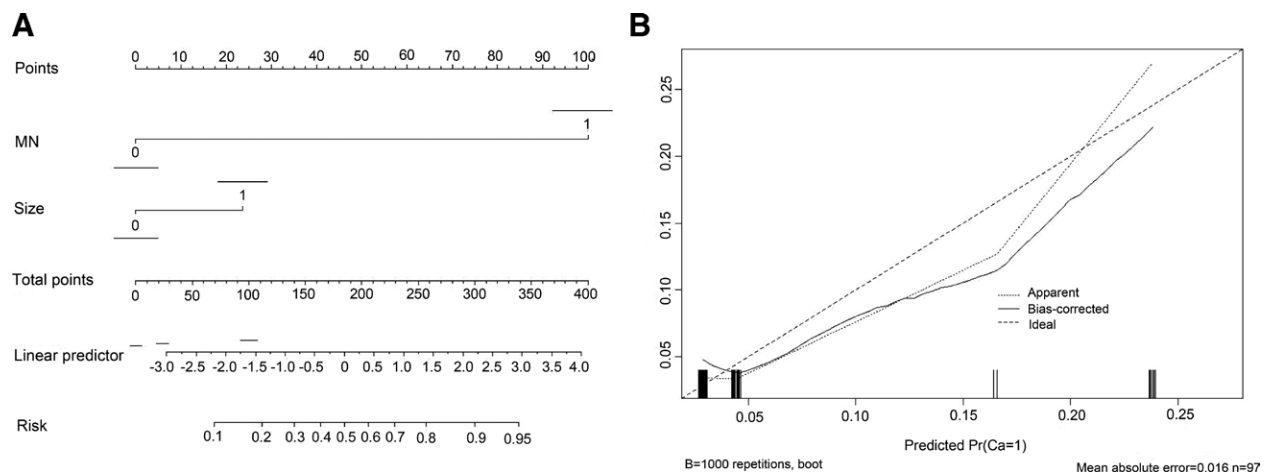 A
Points
0 10 20 30 40 50 60 70 80 90 100
MN
0
1
Size
0
1
Total points
0 50 100 150 200 250 300 350 400
Linear predictor
-3.0 -2.5 -2.0 -1.5 -1.0 -0.5 0 0.5 1.0 1.5 2.0 2.5 3.0 3.5 4.0
Risk
0.1 0.2 0.3 0.4 0.5 0.6 0.7 0.8 0.9 0.95
B
0.25
0.20
0.15
0.10
0.05
Apparent
Bias-corrected
Ideal
0.05 0.10 0.15 0.20 0.25
Predicted Pr(Ca=1)
B=1000 repetitions, boot
Mean absolute error=0.016 n=97